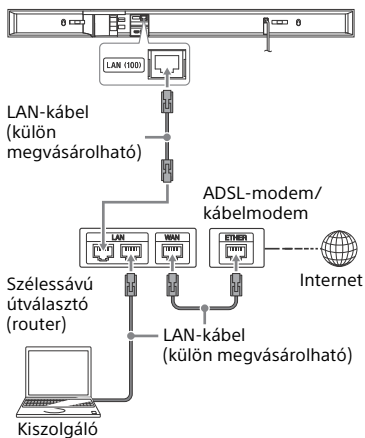 LAN (100)
LAN-kábel
(külön
megvásárolható)
ADSL-modem/
kábelmodem
LAN
WAN
ETHER
Szélessávú
útválasztó
(router)
Internet
LAN-kábel
(külön megvásárolható)
Kiszolgáló